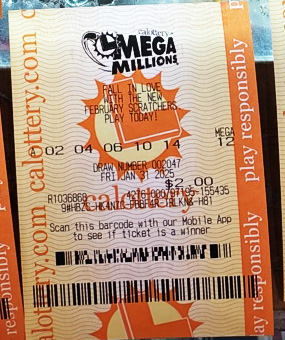 calottery
MEGA
MILLIONS
FALL IN LOVE
WITH THE NEW
FEBRUARY SCRATCHERS
PLAY TODAY!
MEGA
02 04 06 10 14 12
DRAW NUMBER 002047
FRI JAN 31 2025
$2.00
Scan this barcode with our Mobile App
to see if ticket is a winner
calottery.com
play responsibly